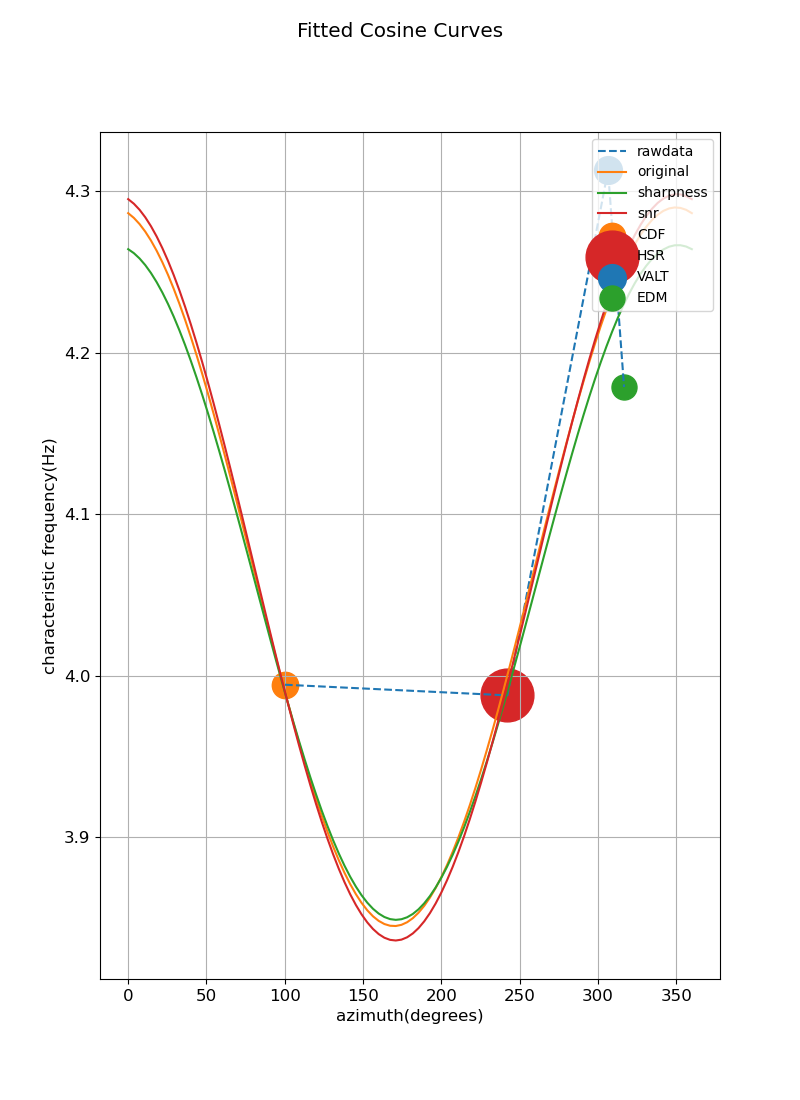 Fitted Cosine Curves
rawdata
original
sharpness
snr
CDF
HSR
VALT
EDM
4.3
4.2
4.1
4.0
3.9
characteristic frequency(Hz)
0 50 100 150 200 250 300 350
azimuth(degrees)